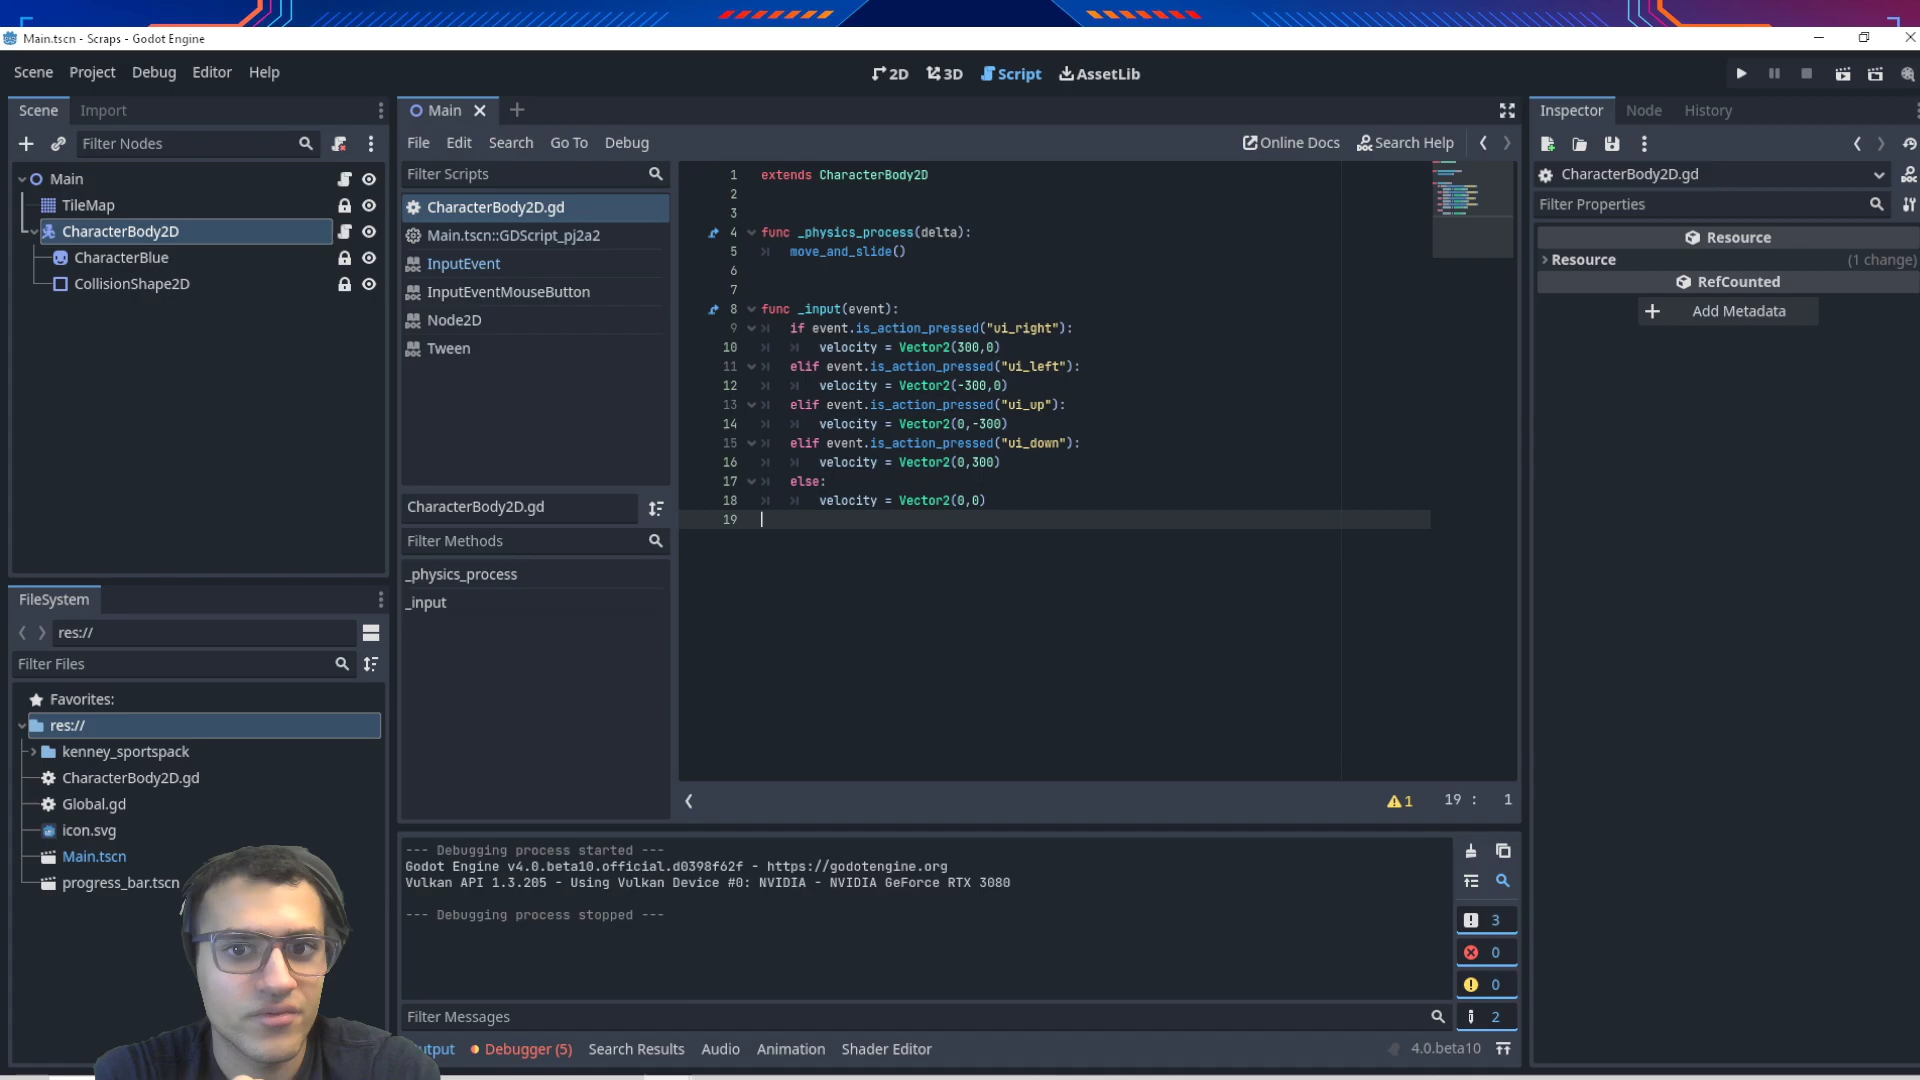 Main.tscn - Scraps - Godot Engine
Scene Project Debug Editor Help
2D 3D Script AssetLib
Scene Import
Filter Nodes
Main
TileMap
CharacterBody2D
CharacterBlue
CollisionShape2D
FileSystem
res://
Filter Files
Favorites:
res://
kenney_sportspack
CharacterBody2D.gd
Global.gd
icon.svg
Main.tscn
progress_bar.tscn
Main
File Edit Search Go To Debug
Online Docs Search Help
Filter Scripts
CharacterBody2D.gd
Main.tscn::GDScript_pj2a2
InputEvent
InputEventMouseButton
Node2D
Tween
CharacterBody2D.gd
Filter Methods
_physics_process
_input
1 extends CharacterBody2D
2
3
4 func _physics_process(delta):
5 move_and_slide()
6
7
8 func _input(event):
9 if event.is_action_pressed("ui_right"):
10 velocity = Vector2(300,0)
11 elif event.is_action_pressed("ui_left"):
12 velocity = Vector2(-300,0)
13 elif event.is_action_pressed("ui_up"):
14 velocity = Vector2(0,-300)
15 elif event.is_action_pressed("ui_down"):
16 velocity = Vector2(0,300)
17 else:
18 velocity = Vector2(0,0)
19
1 19 : 1
--- Debugging process started ---
Godot Engine v4.0.beta10.official.d0398f62f - https://godotengine.org
Vulkan API 1.3.205 - Using Vulkan Device #0: NVIDIA - NVIDIA GeForce RTX 3080
--- Debugging process stopped ---
3
0
0
2
Filter Messages
utput Debugger (5) Search Results Audio Animation Shader Editor
4.0.beta10
Inspector Node History
CharacterBody2D.gd
Filter Properties
Resource
Resource (1 change)
RefCounted
Add Metadata